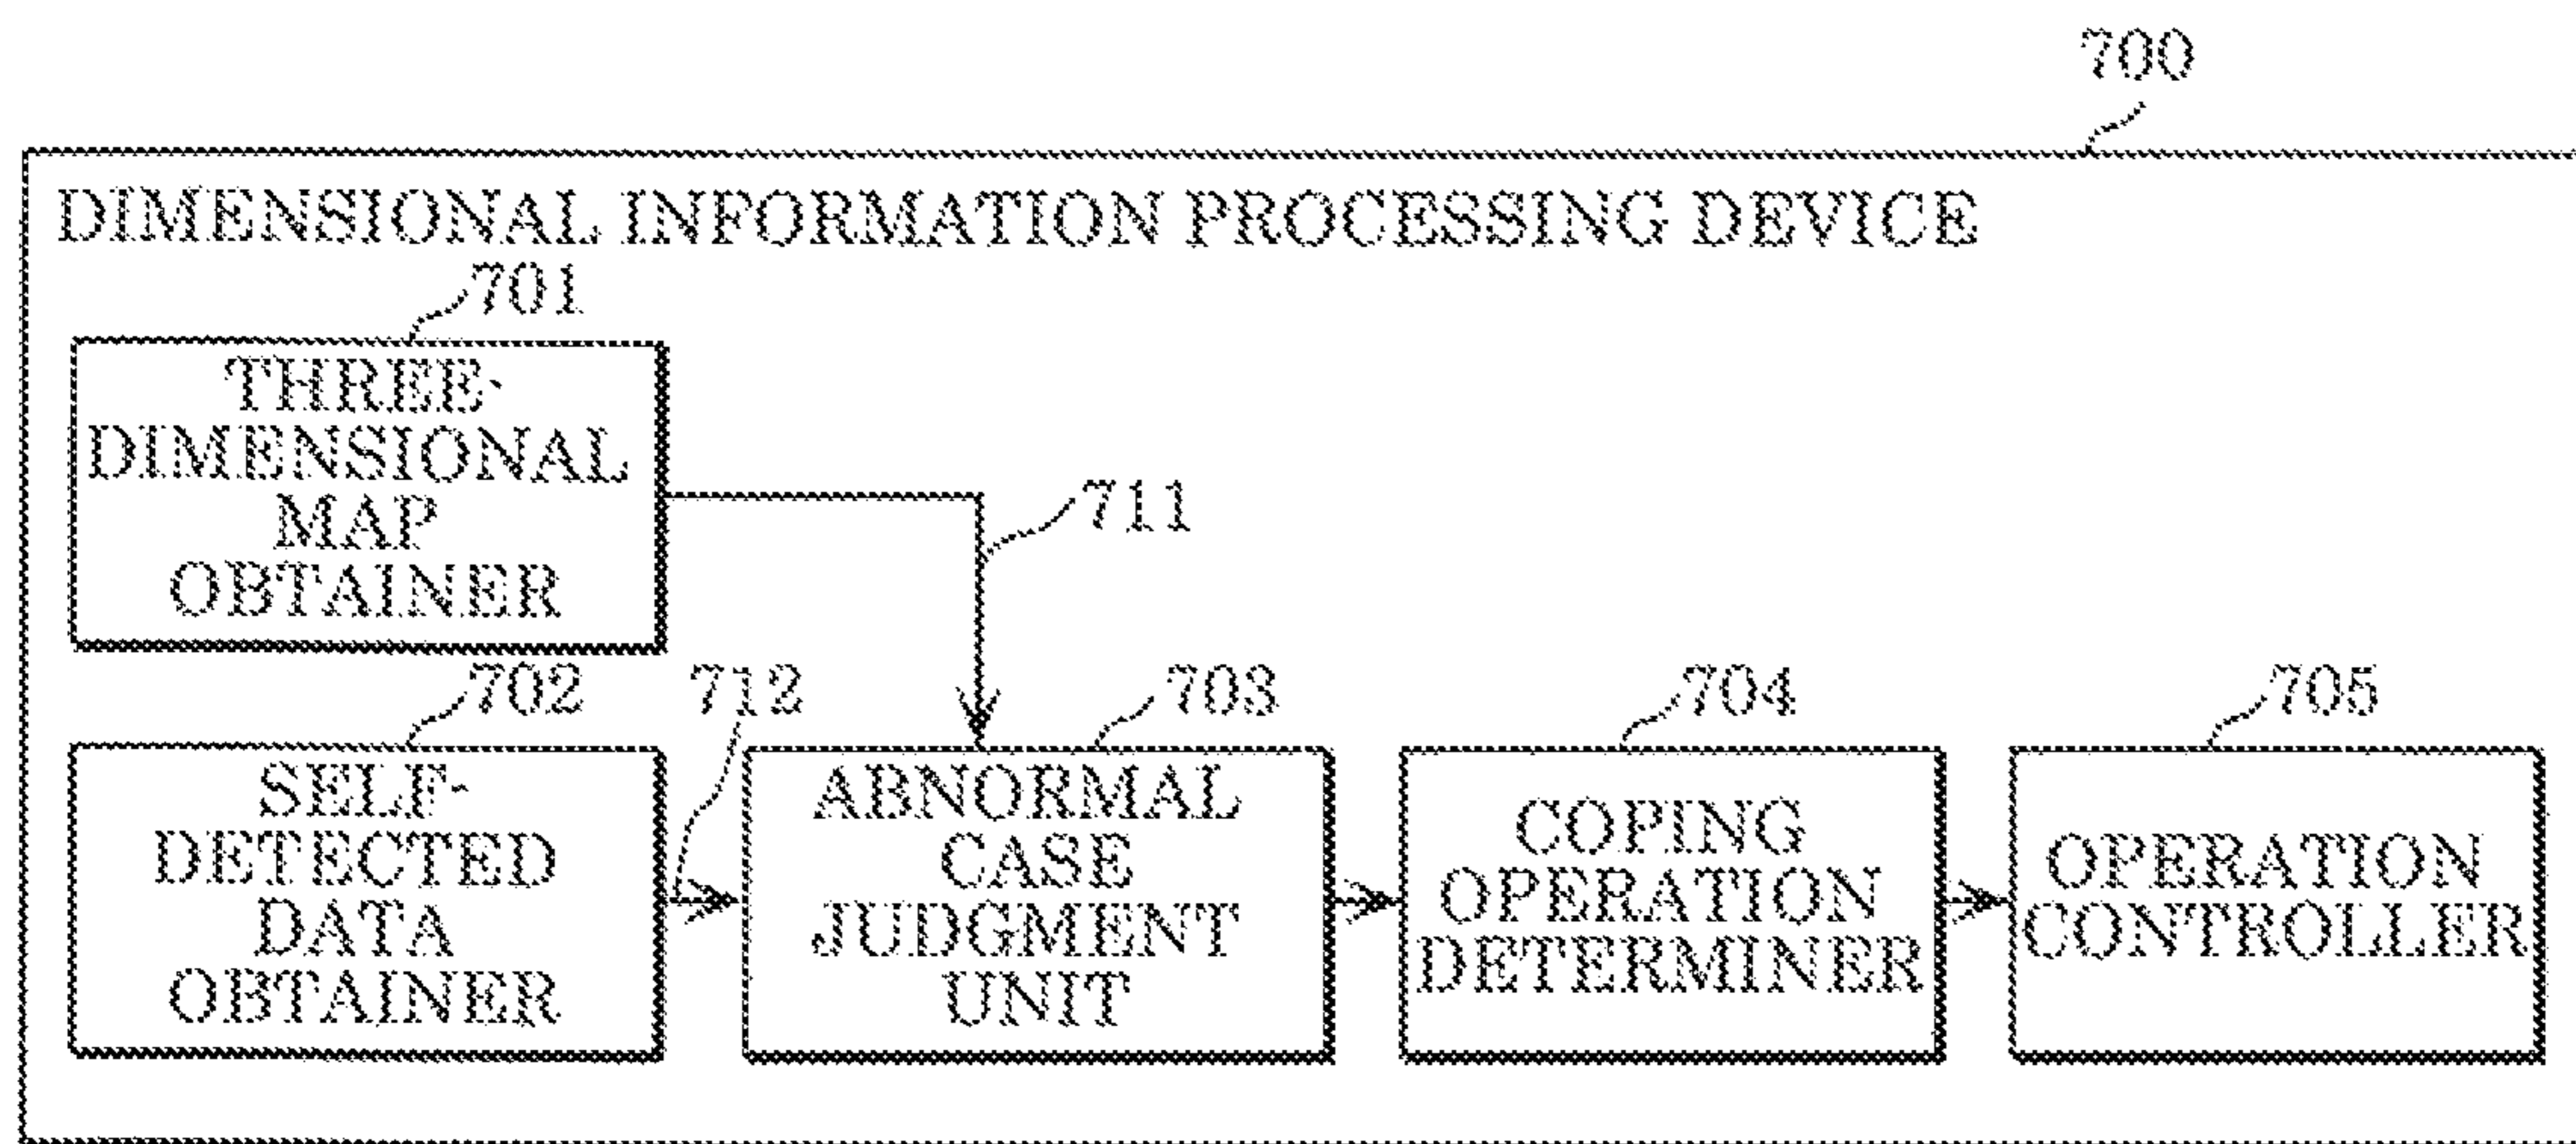 700
DIMENSIONAL INFORMATION PROCESSING DEVICE
701
THREE-
DIMENSIONAL
MAP
OBTAINER
711
702
712
703
704
705
SELF-
DETECTED
DATA
OBTAINER
ABNORMAL
CASE
JUDGMENT
UNIT
COPING
OPERATION
DETERMINER
OPERATION
CONTROLLER